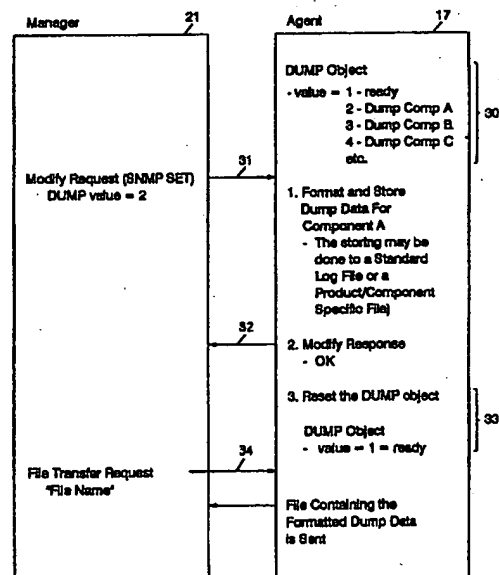 Manager
21
Agent
17
DUMP Object
- value = 1 - ready
2 - Dump Comp A
3 - Dump Comp B
4 - Dump Comp C
etc.
30
31
Modify Request (SNMP SET)
DUMP value = 2
1. Format and Store
Dump Data For
Component A
- The storing may be
done to a Standard
Log File or a
Product/Component
Specific File)
32
2. Modify Response
- OK
3. Reset the DUMP object
33
DUMP Object
- value = 1 = ready
34
File Transfer Request
"File Name"
File Containing the
Formatted Dump Data
is Sent